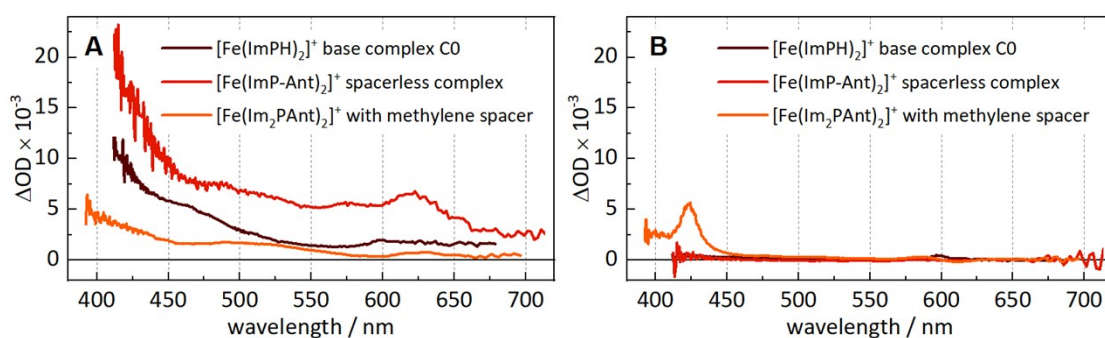 A
[Fe(ImPH)₂]⁺ base complex C0
[Fe(ImP-Ant)₂]⁺ spacerless complex
[Fe(Im₂PAnt)₂]⁺ with methylene spacer
ΔOD × 10⁻³
20
15
10
5
0
400 450 500 550 600 650 700
wavelength / nm
B
[Fe(ImPH)₂]⁺ base complex C0
[Fe(ImP-Ant)₂]⁺ spacerless complex
[Fe(Im₂PAnt)₂]⁺ with methylene spacer
ΔOD × 10⁻³
20
15
10
5
0
400 450 500 550 600 650 700
wavelength / nm